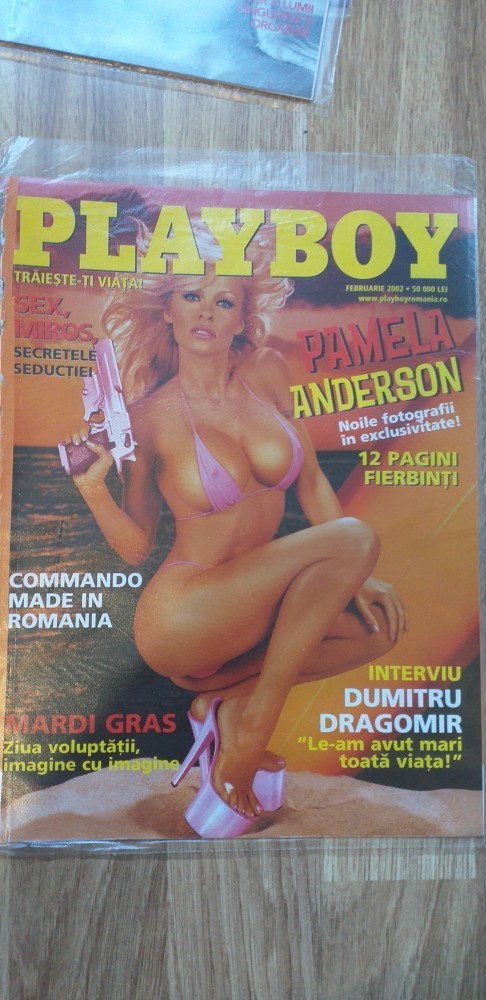 LUMII
ORGASM
PLAYBOY
TRĂIEȘTE-ȚI VIAȚA!
FEBRUARIE 2002 • 50 000 LEI
www.playboyromania.ro
SEX,
MIROS,
SECRETELE
SEDUCȚIEI
PAMELA
ANDERSON
Noile fotografii
în exclusivitate!
12 PAGINI
FIERBINȚI
COMMANDO
MADE IN
ROMANIA
INTERVIU
DUMITRU
DRAGOMIR
"Le-am avut mari
toată viața!"
MARDI GRAS
Ziua voluptății,
imagine cu imagine